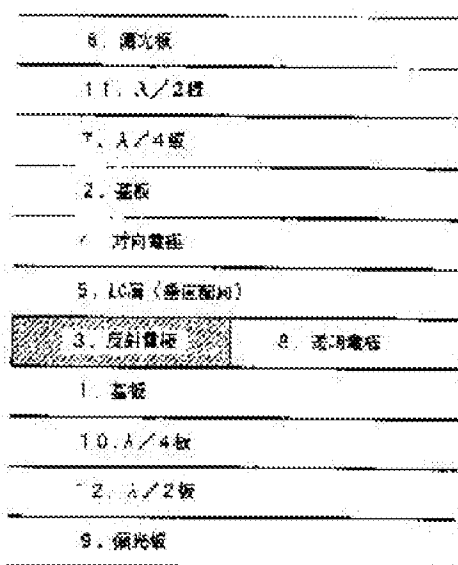 6. 偏光板
11. λ/2板
7. λ/4板
2. 基板
対向電極
5. LC層 (垂直配向)
3. 反射電極 8. 透明電極
1. 基板
10. λ/4板
12. λ/2板
9. 偏光板